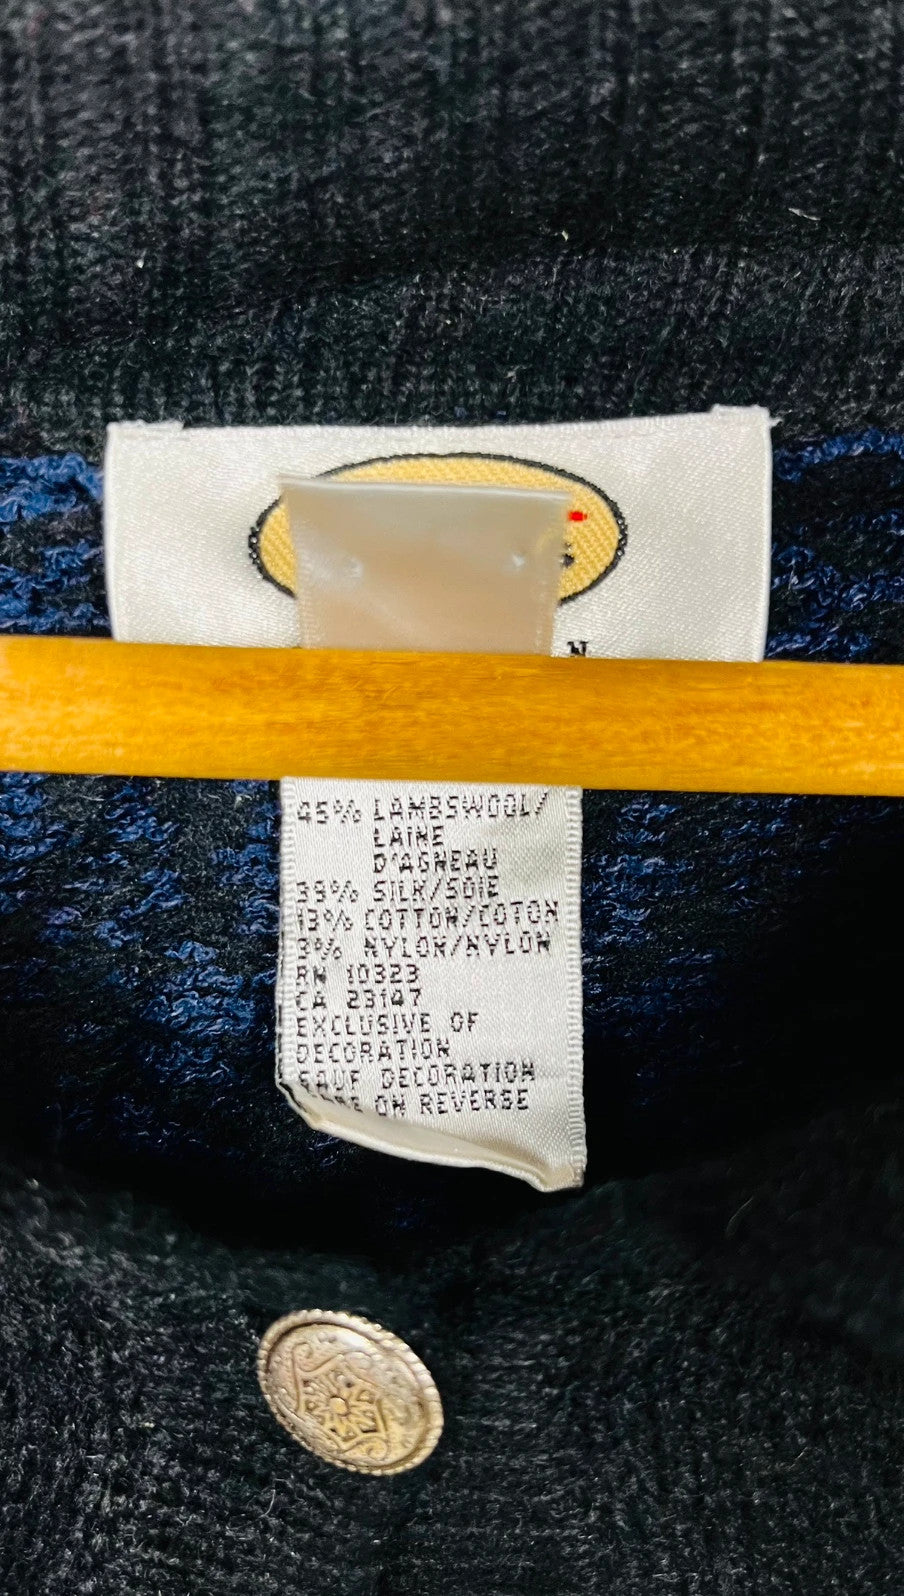 N
45% LAMBSWOOL/
LAINE
D'AGNEAU
39% SILK/SOIE
13% COTTON/COTON
3% NYLON/NYLON
RN 10323
CA 23147
EXCLUSIVE OF
DECORATION
SAUF DECORATION
ON REVERSE